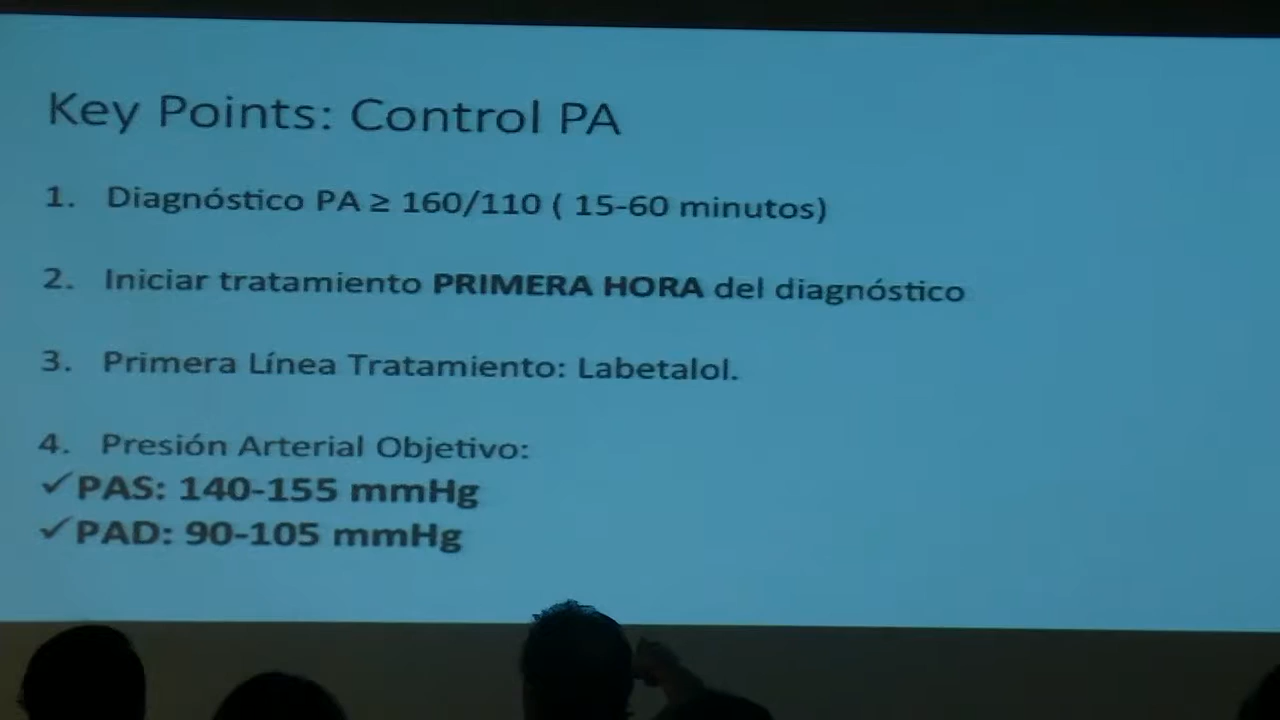 Key Points: Control PA
1. Diagnóstico PA ≥ 160/110 ( 15-60 minutos)
2. Iniciar tratamiento PRIMERA HORA del diagnóstico
3. Primera Línea Tratamiento: Labetalol.
4. Presión Arterial Objetivo:
✓PAS: 140-155 mmHg
✓PAD: 90-105 mmHg